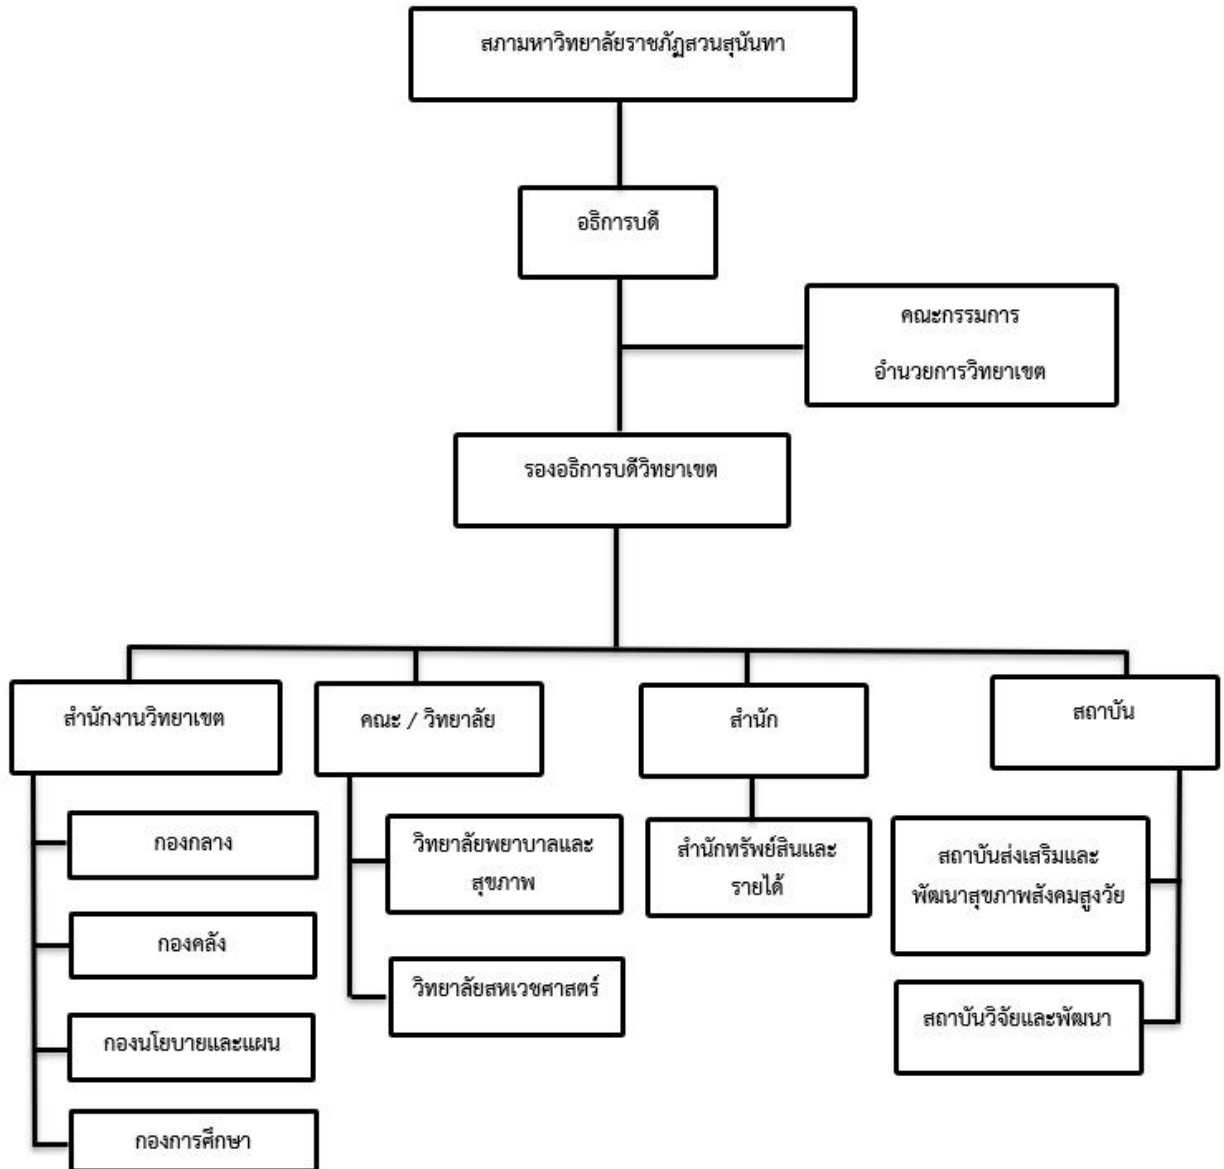 สภามหาวิทยาลัยราชภัฏสวนสุนันทา
อธิการบดี
คณะกรรมการ
อำนวยการวิทยาเขต
รองอธิการบดีวิทยาเขต
สำนักงานวิทยาเขต
คณะ / วิทยาลัย
สำนัก
สถาบัน
กองกลาง
กองคลัง
กองนโยบายและแผน
กองการศึกษา
วิทยาลัยพยาบาลและ
สุขภาพ
วิทยาลัยสหเวชศาสตร์
สำนักทรัพย์สินและ
รายได้
สถาบันส่งเสริมและ
พัฒนาสุขภาพสังคมสูงวัย
สถาบันวิจัยและพัฒนา